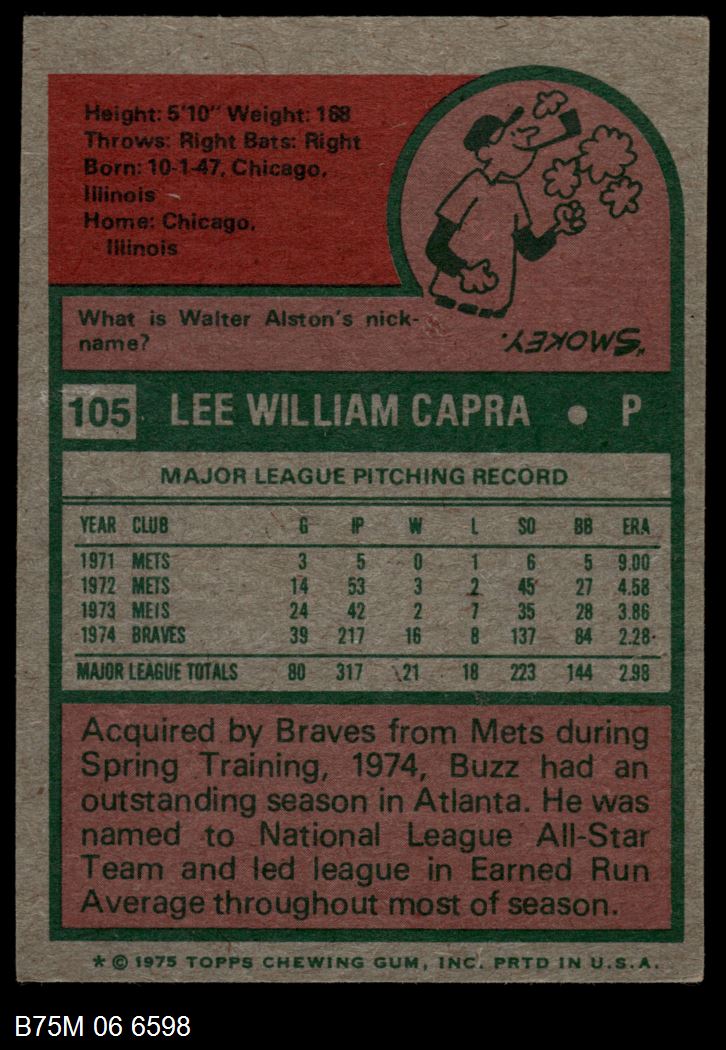 Height: 5'10" Weight: 168
Throws: Right Bats: Right
Born: 10-1-47, Chicago,
Illinois
Home: Chicago,
Illinois
What is Walter Alston's nick-
name?
"SMOKEY.
105 LEE WILLIAM CAPRA • P
MAJOR LEAGUE PITCHING RECORD
YEAR CLUB G IP W L SO BB ERA
1971 METS 3 5 0 1 6 5 9.00
1972 METS 14 53 3 2 45 27 4.58
1973 METS 24 42 2 7 35 28 3.86
1974 BRAVES 39 217 16 8 137 84 2.28
MAJOR LEAGUE TOTALS 80 317 21 18 223 144 2.98
Acquired by Braves from Mets during
Spring Training, 1974, Buzz had an
outstanding season in Atlanta. He was
named to National League All-Star
Team and led league in Earned Run
Average throughout most of season.
* © 1975 TOPPS CHEWING GUM, INC. PRTD IN U.S.A.
B75M 06 6598